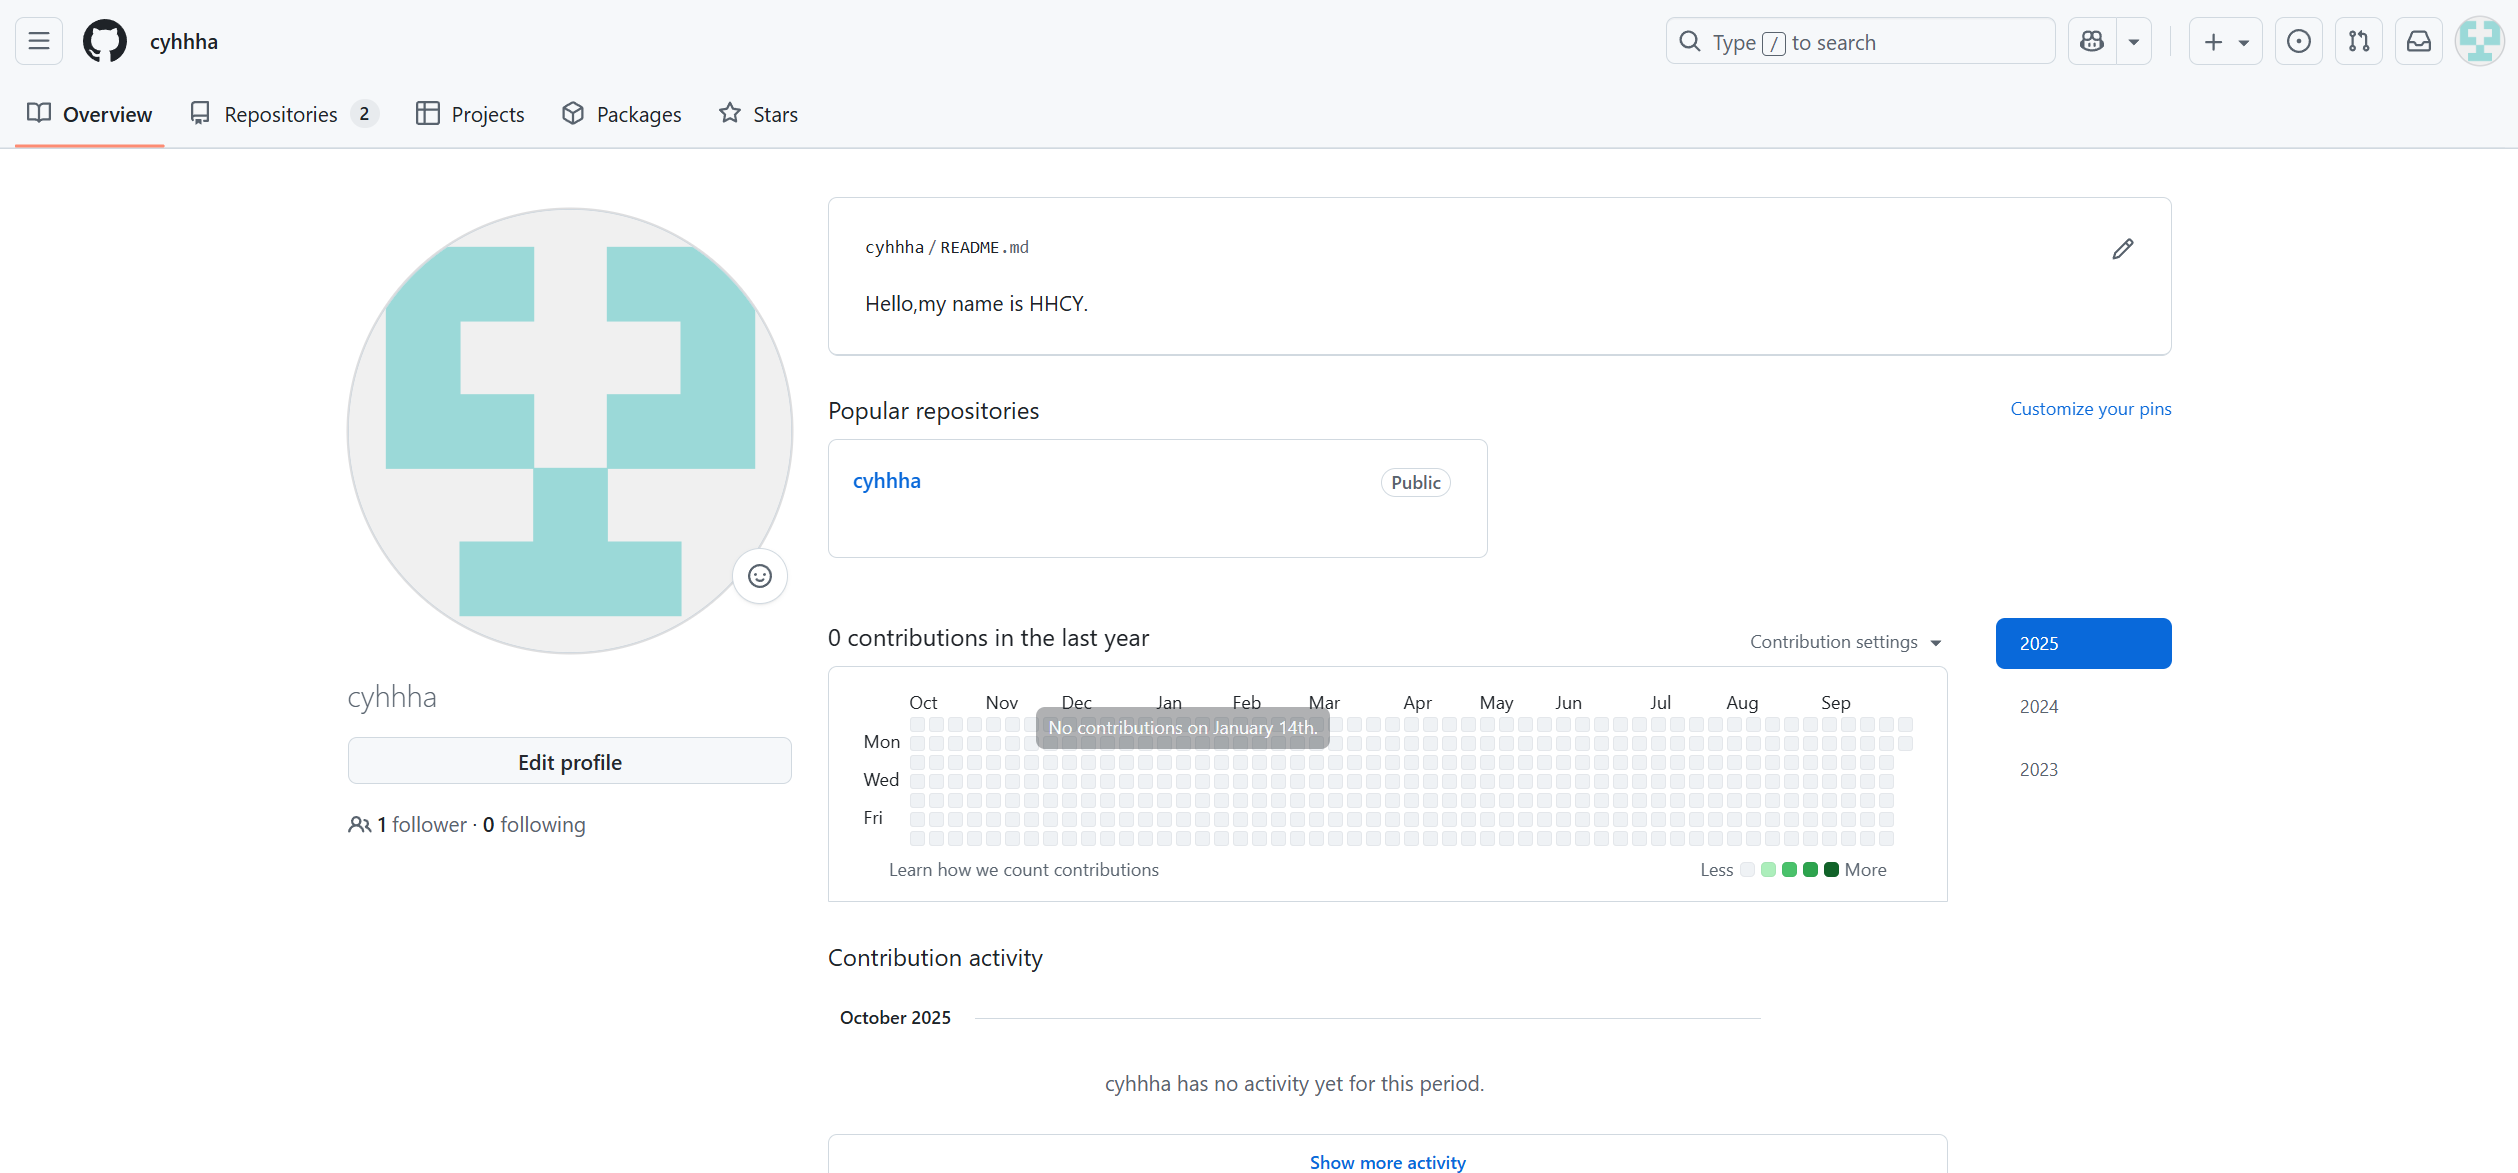 cyhhha
Type / to search
Overview
Repositories 2
Projects
Packages
Stars
cyhhha / README.md
Hello,my name is HHCY.
Popular repositories
Customize your pins
cyhhha
Public
0 contributions in the last year
Contribution settings
2025
2024
2023
Oct Nov Dec Jan Feb Mar Apr May Jun Jul Aug Sep
No contributions on January 14th.
Mon
Wed
Fri
Learn how we count contributions
Less More
cyhhha
Edit profile
1 follower · 0 following
Contribution activity
October 2025
cyhhha has no activity yet for this period.
Show more activity